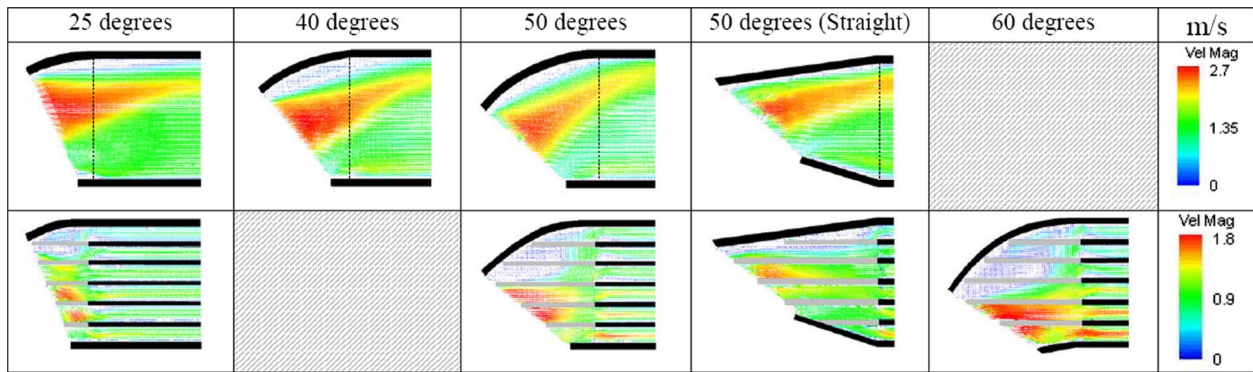 25 degrees
40 degrees
50 degrees
50 degrees (Straight)
60 degrees
m/s
Vel Mag
2.7
1.35
0
Vel Mag
1.8
0.9
0